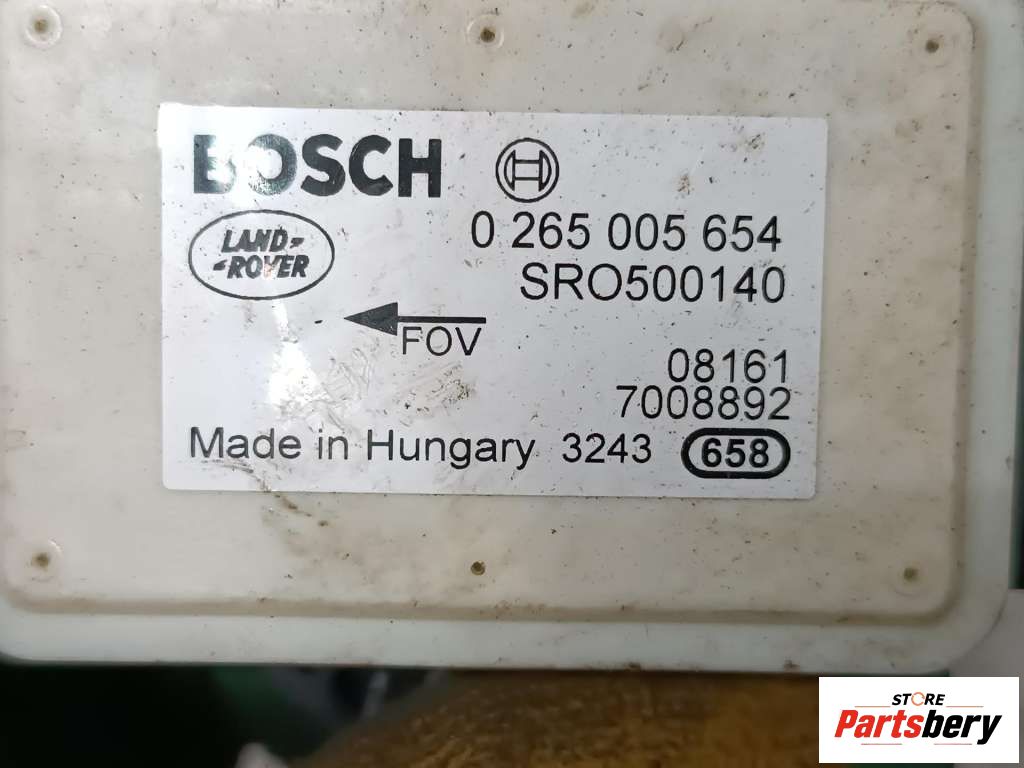 BOSCH
0 265 005 654
LAND-
-ROVER
SRO500140
FOV
08161
7008892
Made in Hungary 3243 658
STORE
Partsbery